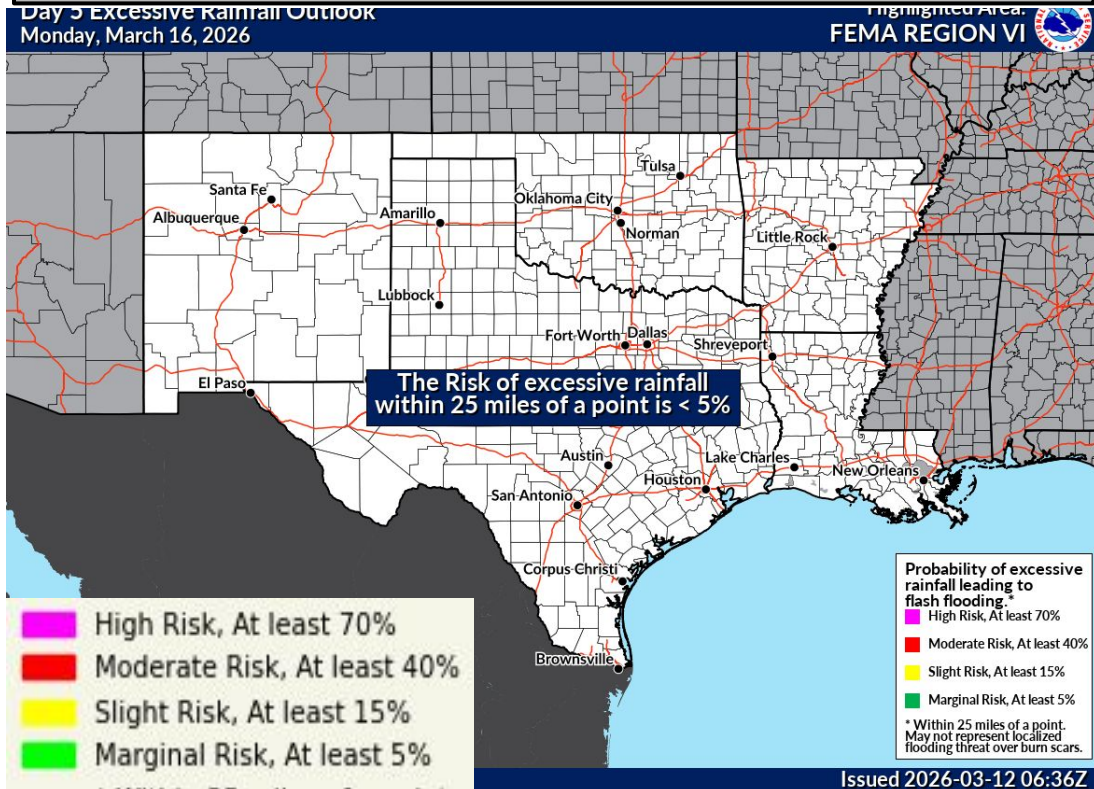 Day 5 Excessive Rainfall Outlook
Monday, March 16, 2026
Highlighted Area:
FEMA REGION VI
Tulsa
Santa Fe
Oklahoma City
Albuquerque
Amarillo
Norman
Little Rock
Lubbock
Fort Worth
Dallas
Shreveport
El Paso
The Risk of excessive rainfall
within 25 miles of a point is < 5%
Austin
Lake Charles
New Orleans
Houston
San Antonio
Corpus Christi
Brownsville
Probability of excessive
rainfall leading to
flash flooding.*
High Risk, At least 70%
Moderate Risk, At least 40%
Slight Risk, At least 15%
Marginal Risk, At least 5%
* Within 25 miles of a point.
May not represent localized
flooding threat over burn scars.
High Risk, At least 70%
Moderate Risk, At least 40%
Slight Risk, At least 15%
Marginal Risk, At least 5%
Issued 2026-03-12 06:36Z